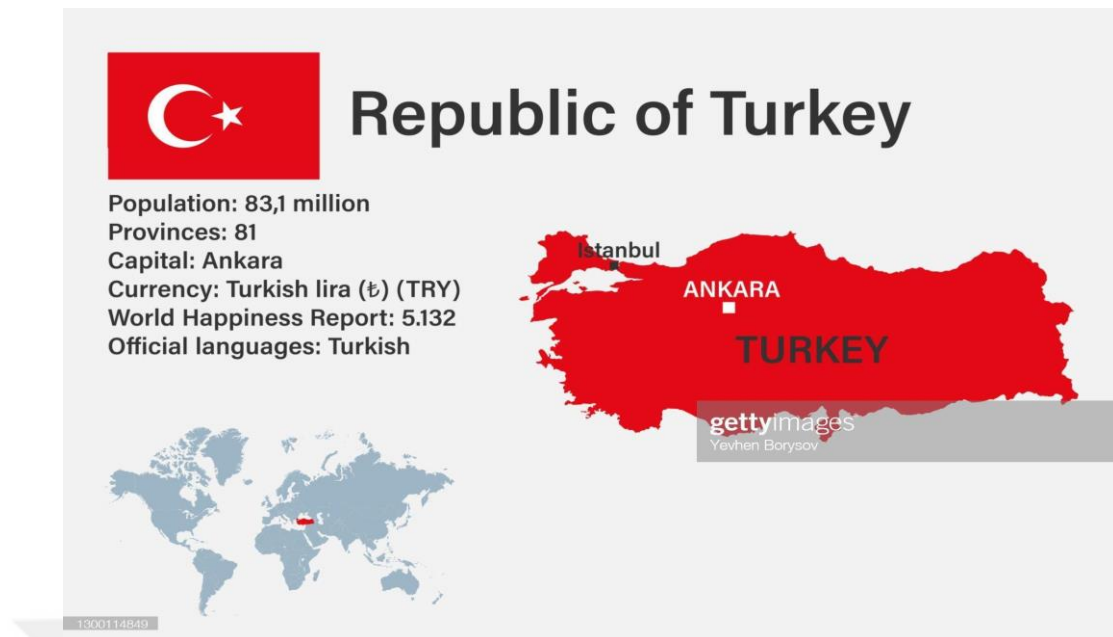 Republic of Turkey
Population: 83,1 million
Provinces: 81
Capital: Ankara
Currency: Turkish lira (₺) (TRY)
World Happiness Report: 5.132
Official languages: Turkish
Istanbul
ANKARA
TURKEY
gettyimages
Yevhen Borysov
1300114849